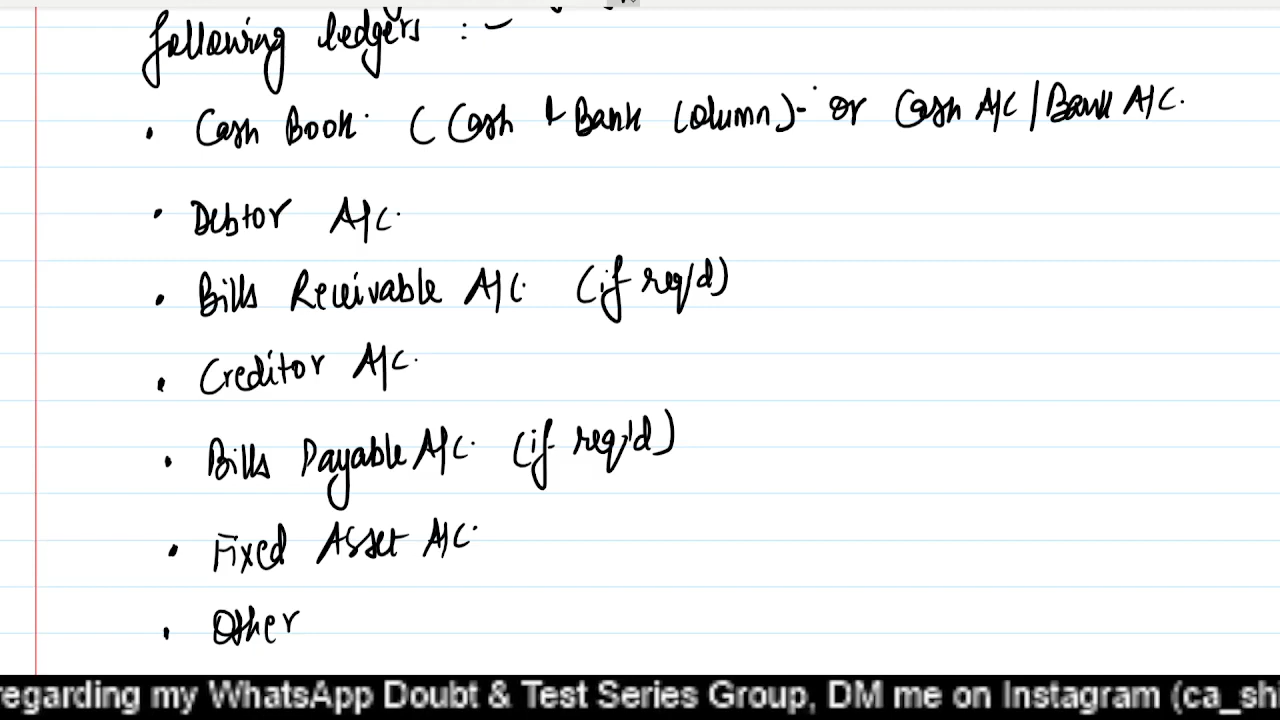 following ledgers :-
• Cash Book. (Cash & Bank Column)- or Cash A/C | Bank A/C.
• Debtor A/C.
• Bills Receivable A/C. (if req/d)
• Creditor A/C.
• Bills Payable A/C. (if req'd)
• Fixed Asset A/C.
• Other
regarding my WhatsApp Doubt & Test Series Group, DM me on Instagram (ca_sh